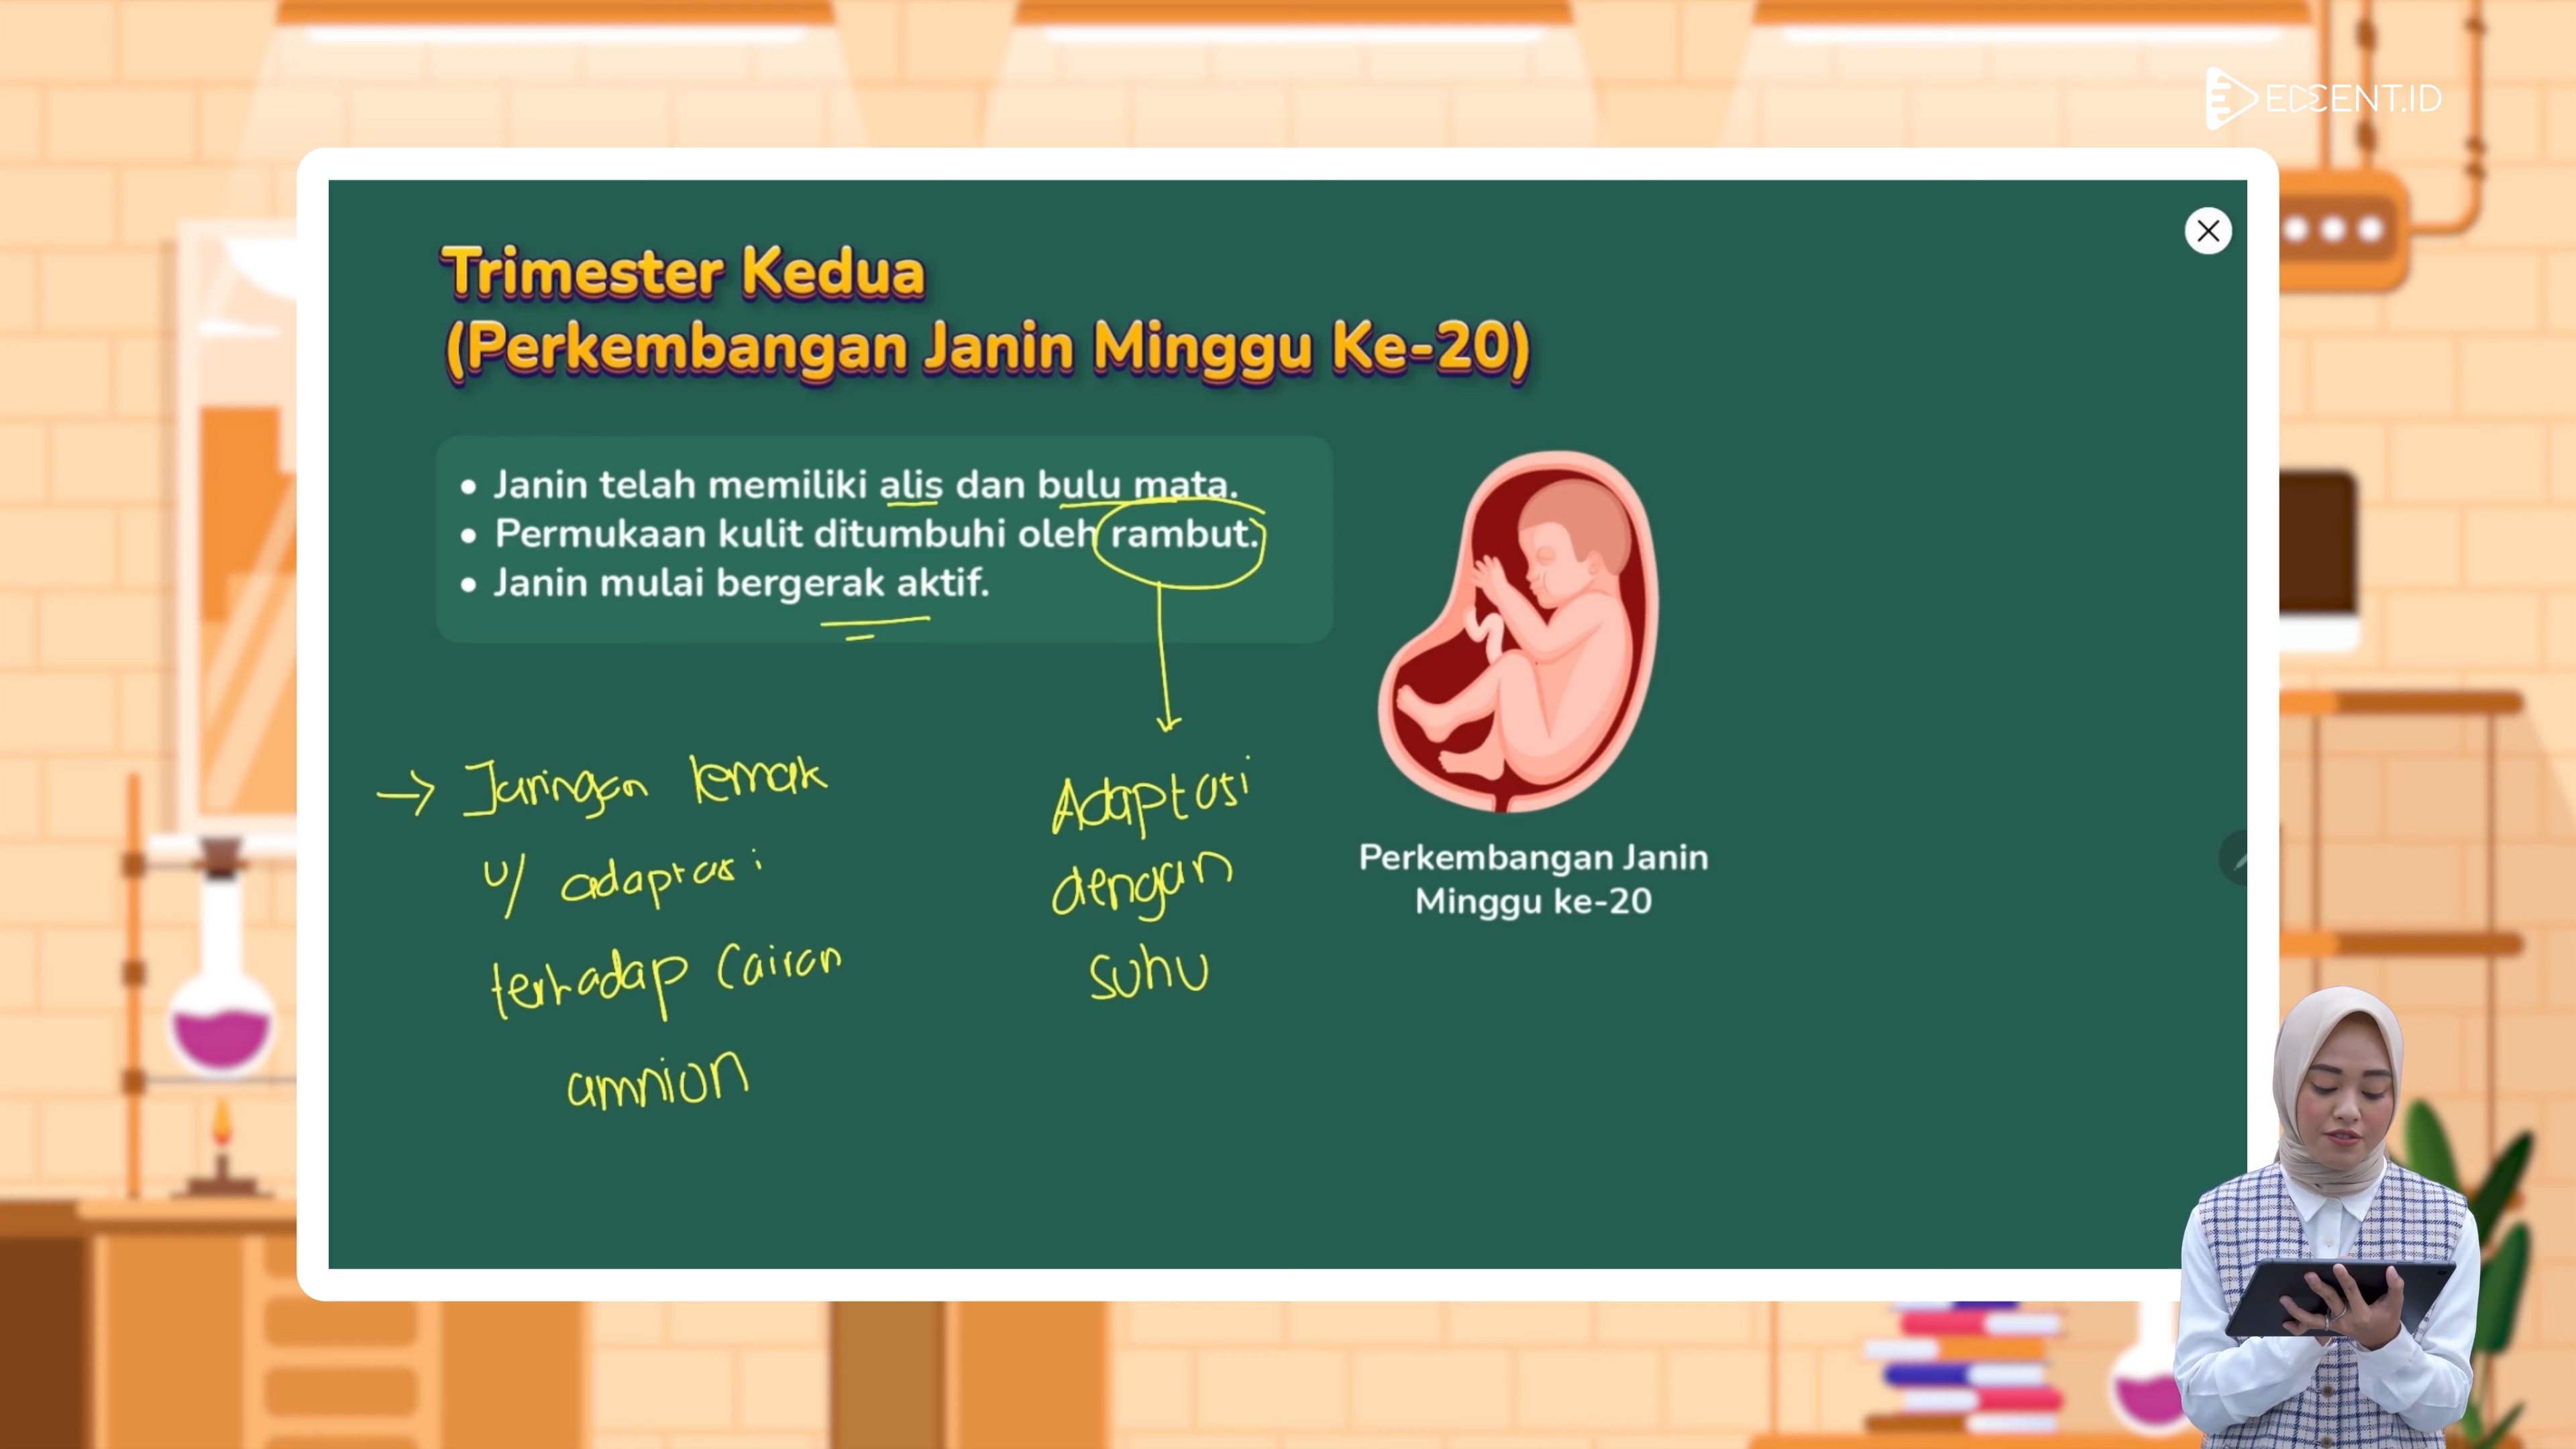 EDCENT.ID
Trimester Kedua
(Perkembangan Janin Minggu Ke-20)
• Janin telah memiliki alis dan bulu mata.
• Permukaan kulit ditumbuhi oleh rambut.
• Janin mulai bergerak aktif.
→ Jaringan lemak
u/ adaptasi
terhadap Cairan
amnion
Adaptasi
dengan
suhu
Perkembangan Janin
Minggu ke-20